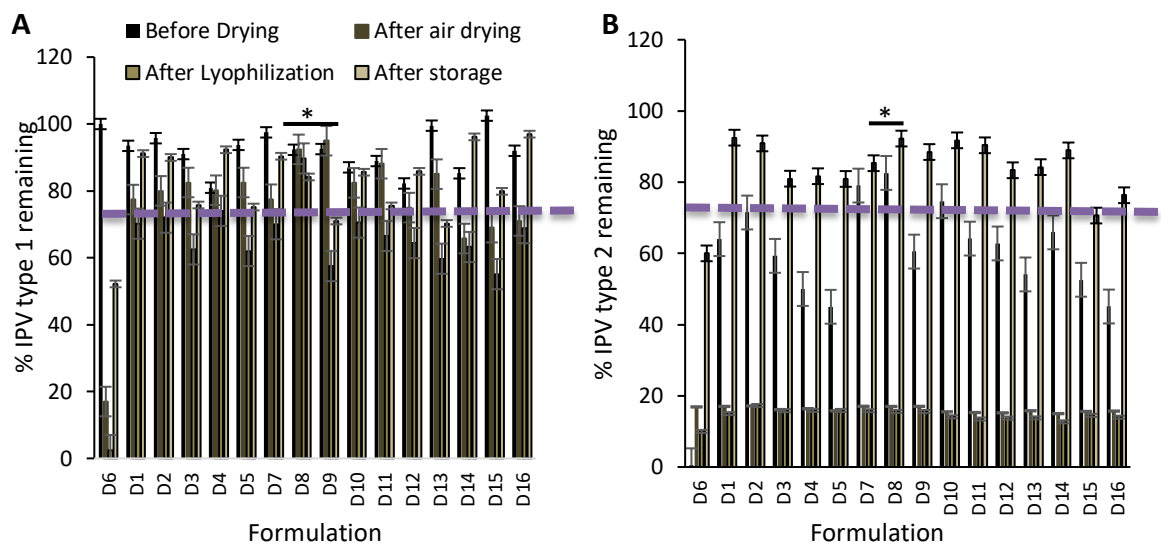 A
Before Drying
After air drying
After Lyophilization
After storage
% IPV type 1 remaining
120
100
80
60
40
20
0
*
D6 D1 D2 D3 D4 D5 D7 D8 D9 D10 D11 D12 D13 D14 D15 D16
Formulation
B
% IPV type 2 remaining
120
100
80
60
40
20
0
*
D6 D1 D2 D3 D4 D5 D7 D8 D9 D10 D11 D12 D13 D14 D15 D16
Formulation